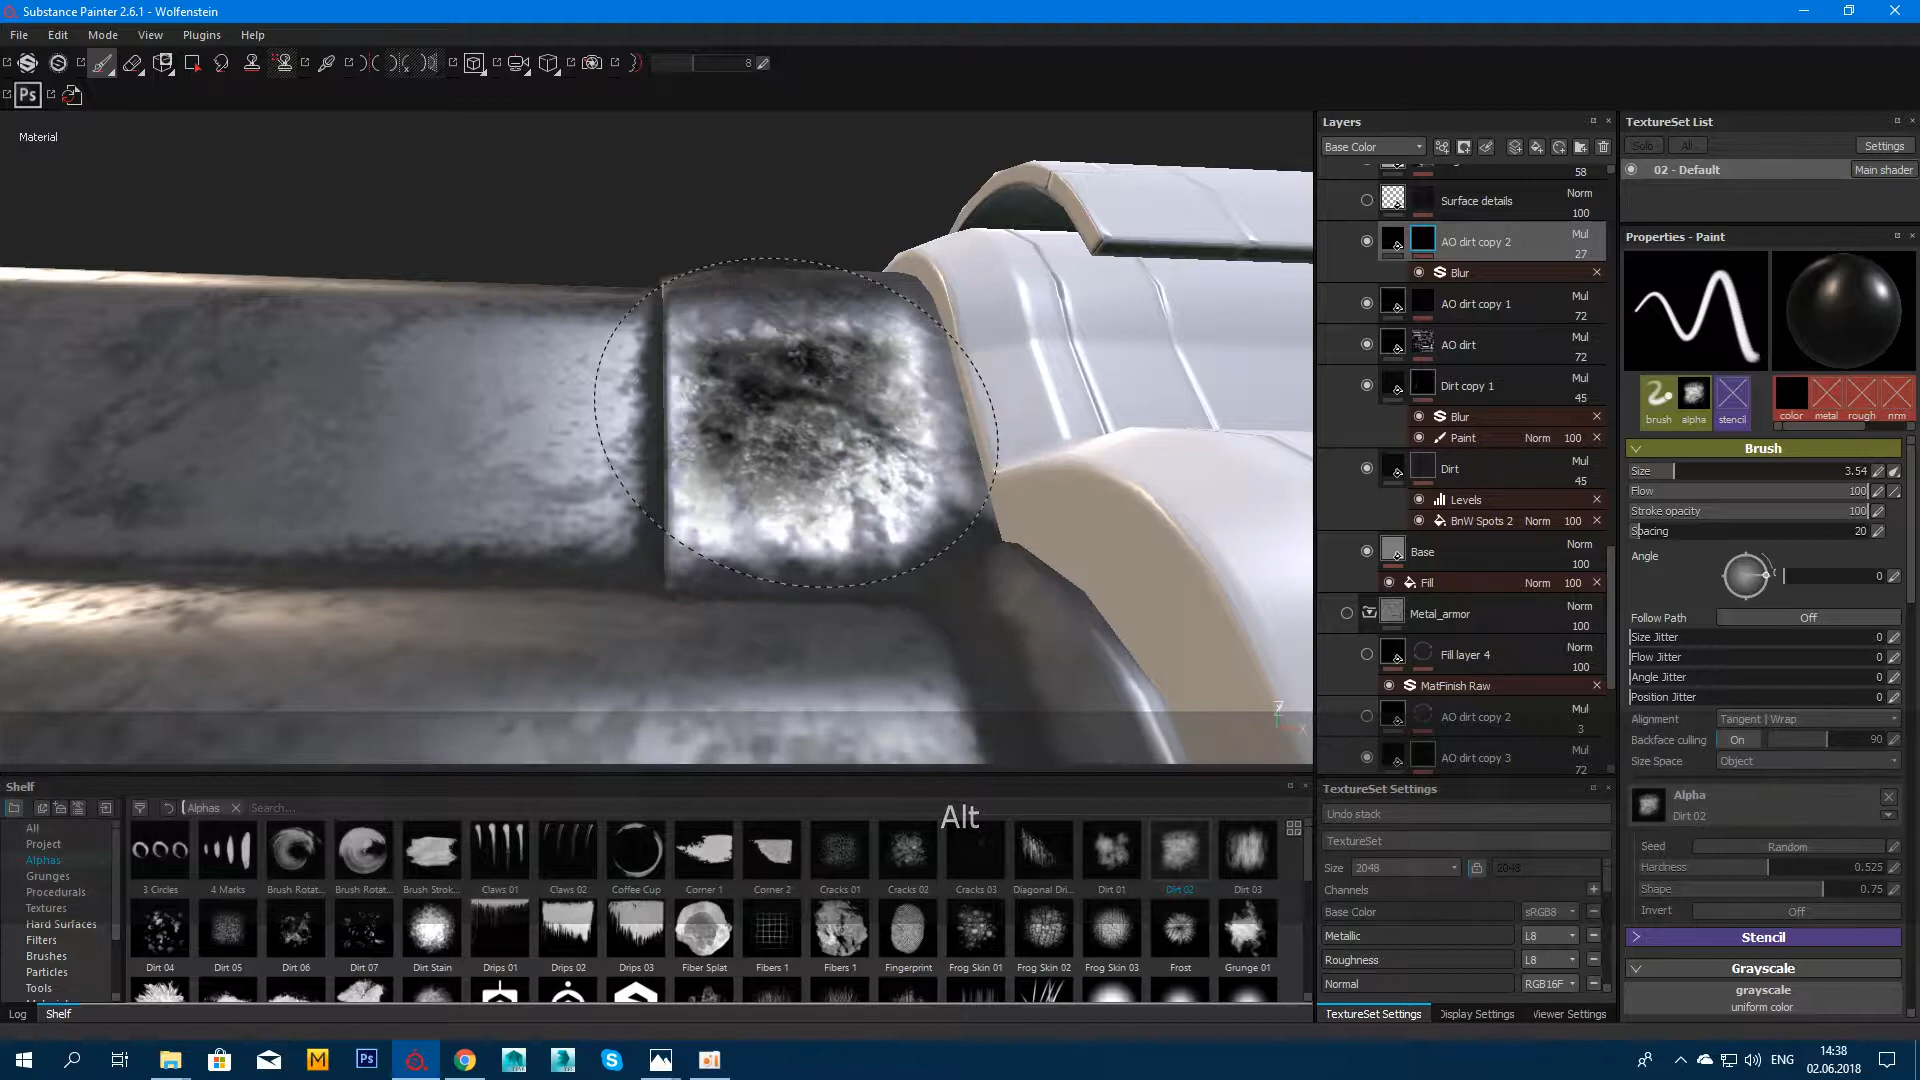 Substance Painter 2.6.1 - Wolfenstein
File Edit Mode View Plugins Help
8
Ps
Material
Alt
Layers
Base Color
58
Surface details Norm
100
AO dirt copy 2 Mul
27
Blur
AO dirt copy 1 Mul
72
AO dirt Mul
72
Dirt copy 1 Mul
45
Blur
Paint Norm 100
Dirt Mul
45
Levels
BnW Spots 2 Norm 100
Base Norm
100
Fill Norm 100
Metal_armor Norm
100
Fill layer 4 Norm
100
MatFinish Raw
AO dirt copy 2 Mul
3
AO dirt copy 3 Mul
72
TextureSet Settings
Undo stack
TextureSet
Size 2048 2048
Channels
Base Color sRGB8
Metallic L8
Roughness L8
Normal RGB16F
TextureSet Settings Display Settings Viewer Settings
TextureSet List
Solo All Settings
02 - Default Main shader
Properties - Paint
brush alpha stencil color metal rough nrm
Brush
Size 3.54
Flow 100
Stroke opacity 100
Spacing 20
Angle 0
Follow Path Off
Size Jitter 0
Flow Jitter 0
Angle Jitter 0
Position Jitter 0
Alignment Tangent | Wrap
Backface culling On 90
Size Space Object
Alpha
Dirt 02
Seed Random
Hardness 0.525
Shape 0.75
Invert Off
Stencil
Grayscale
grayscale
uniform color
Shelf
Alphas Search...
All
Project
Alphas
Grunges
Procedurals
Textures
Hard Surfaces
Filters
Brushes
Particles
Tools
3 Circles 4 Marks Brush Rotat... Brush Rotat... Brush Strok... Claws 01 Claws 02 Coffee Cup Corner 1 Corner 2 Cracks 01 Cracks 02 Cracks 03 Diagonal Dri... Dirt 01 Dirt 02 Dirt 03
Dirt 04 Dirt 05 Dirt 06 Dirt 07 Dirt Stain Drips 01 Drips 02 Drips 03 Fiber Splat Fibers 1 Fibers 1 Fingerprint Frog Skin 01 Frog Skin 02 Frog Skin 03 Frost Grunge 01
Log Shelf
ENG
14:38
02.06.2018